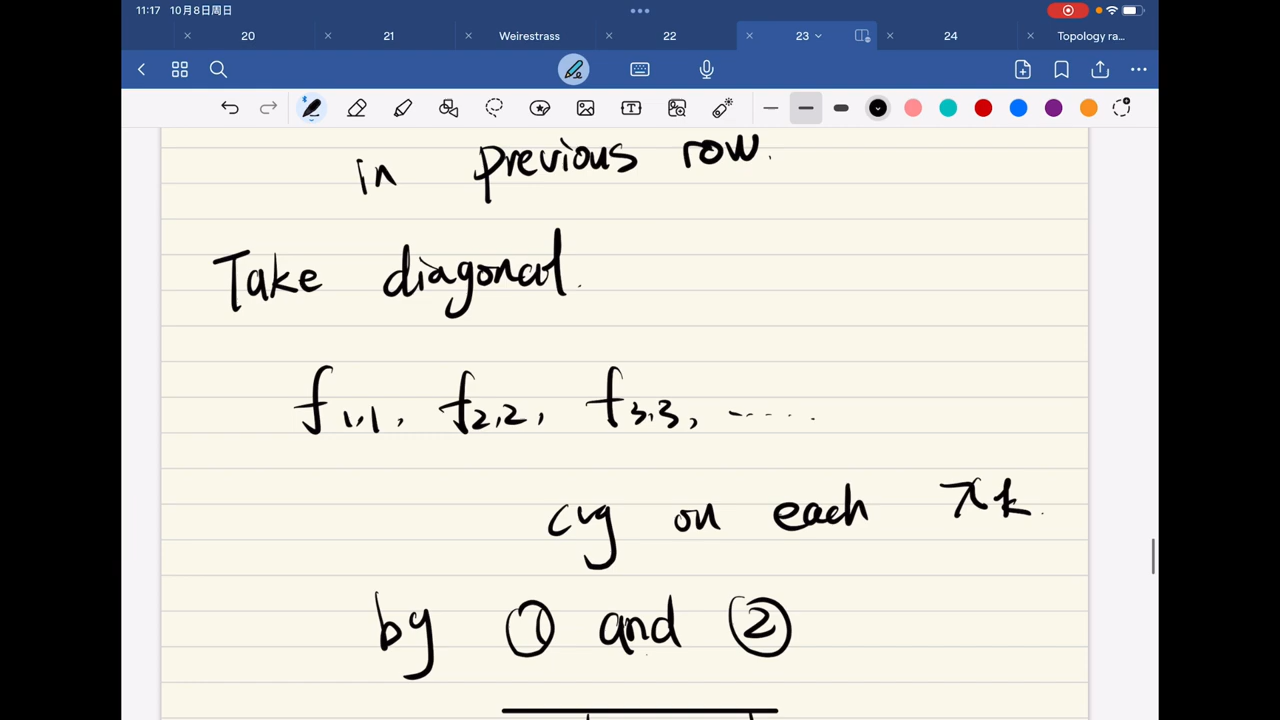 11:17 10月8日周日
20 21 Weirestrass 22 23 24 Topology ra...
in previous row.
Take diagonal.
f1,1, f2,2, f3,3, ......
cvg on each xk.
by ① and ②